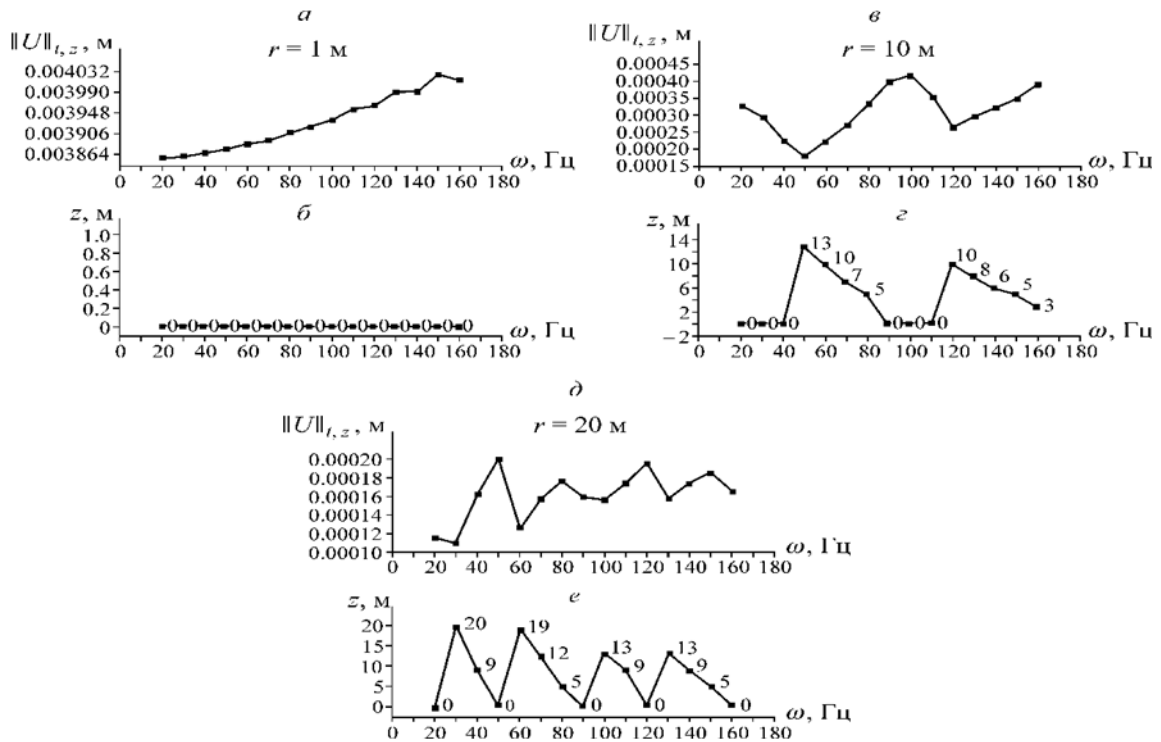 а
‖U‖t, z, м
r = 1 м
0.004032
0.003990
0.003948
0.003906
0.003864
0 20 40 60 80 100 120 140 160 180
ω, Гц
б
z, м
1.0
0.8
0.6
0.4
0.2
0
0 0 0 0 0 0 0 0 0 0 0 0 0 0 0
0 20 40 60 80 100 120 140 160 180
ω, Гц
в
‖U‖t, z, м
r = 10 м
0.00045
0.00040
0.00035
0.00030
0.00025
0.00020
0.00015
0 20 40 60 80 100 120 140 160 180
ω, Гц
г
z, м
14
10
6
2
−2
0 0 0 13 10 7 5 0 0 0 10 8 6 5 3
0 20 40 60 80 100 120 140 160 180
ω, Гц
д
‖U‖t, z, м
r = 20 м
0.00020
0.00018
0.00016
0.00014
0.00012
0.00010
0 20 40 60 80 100 120 140 160 180
ω, Гц
е
z, м
20
15
10
5
0
0 20 9 0 19 12 5 0 13 9 0 13 9 5 0
0 20 40 60 80 100 120 140 160 180
ω, Гц